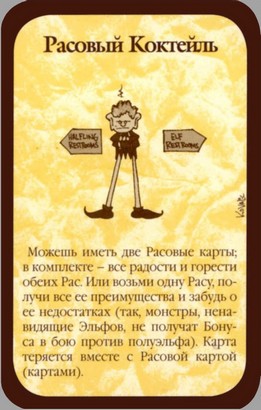 Расовый Коктейль
HALFLING
RESTROOMS
ELF
RESTROOMS
Kovalic
Можешь иметь две Расовые карты;
в комплекте – все радости и горести
обеих Рас. Или возьми одну Расу, по-
лучи все ее преимущества и забудь о
ее недостатках (так, монстры, нена-
видящие Эльфов, не получат Бону-
са в бою против полуэльфа). Карта
теряется вместе с Расовой картой
(картами).